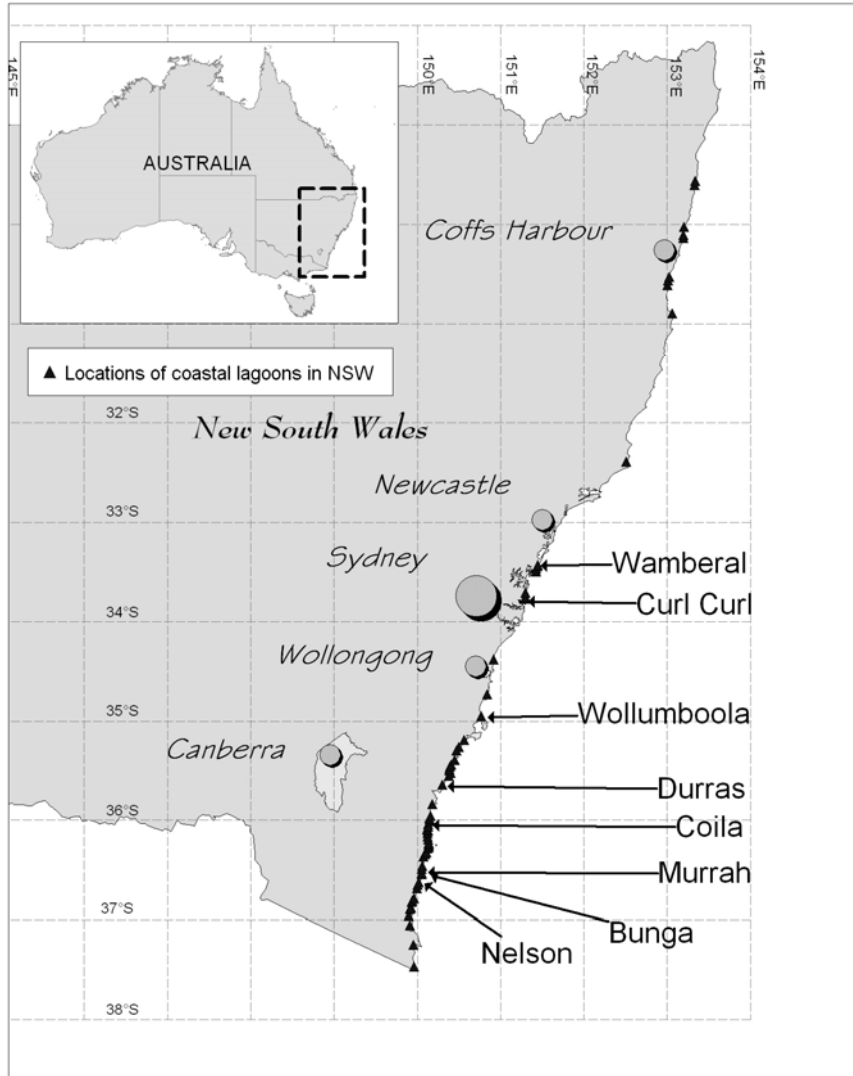 145°E
150°E
151°E
152°E
153°E
154°E
AUSTRALIA
Coffs Harbour
▲ Locations of coastal lagoons in NSW
32°S
New South Wales
Newcastle
33°S
Sydney
Wamberal
Curl Curl
34°S
Wollongong
35°S
Wollumboola
Canberra
Durras
36°S
Coila
Murrah
37°S
Bunga
Nelson
38°S